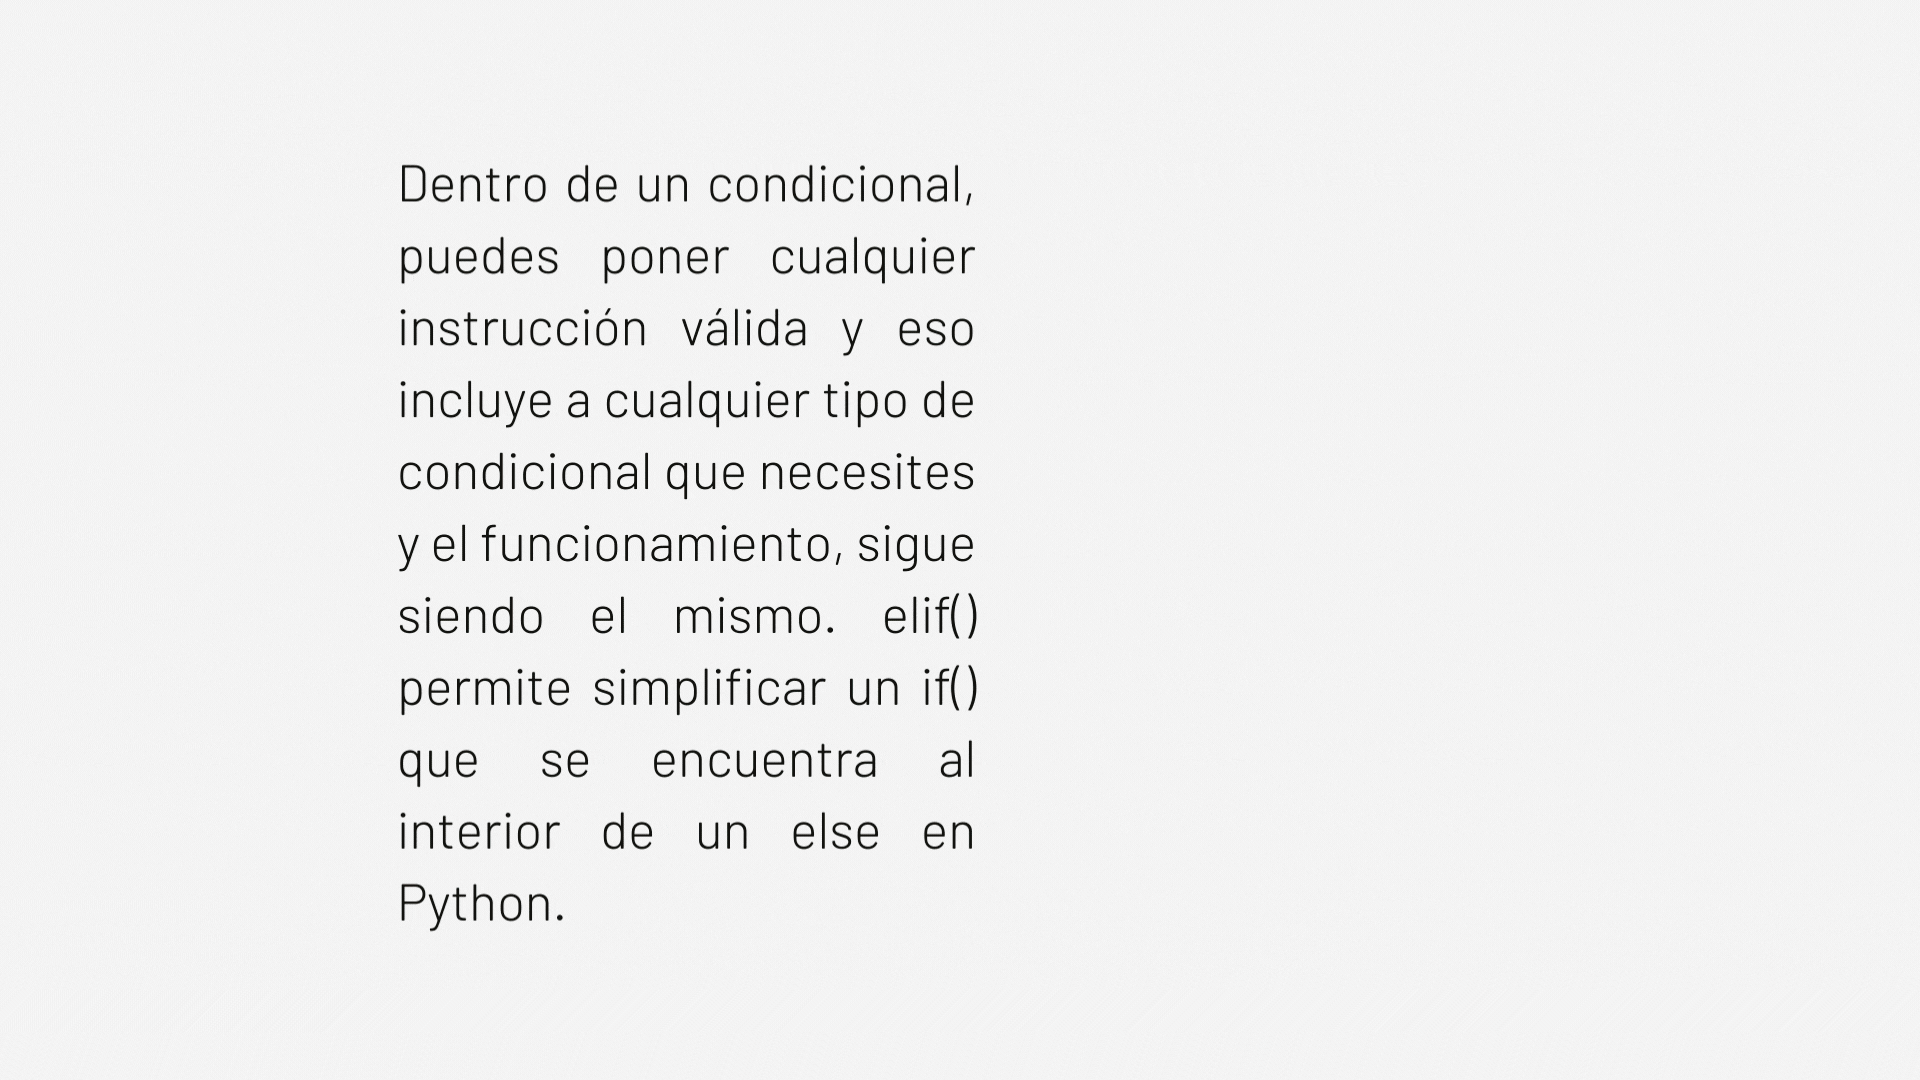 Dentro de un condicional,
puedes poner cualquier
instrucción válida y eso
incluye a cualquier tipo de
condicional que necesites
y el funcionamiento, sigue
siendo el mismo. elif()
permite simplificar un if()
que se encuentra al
interior de un else en
Python.